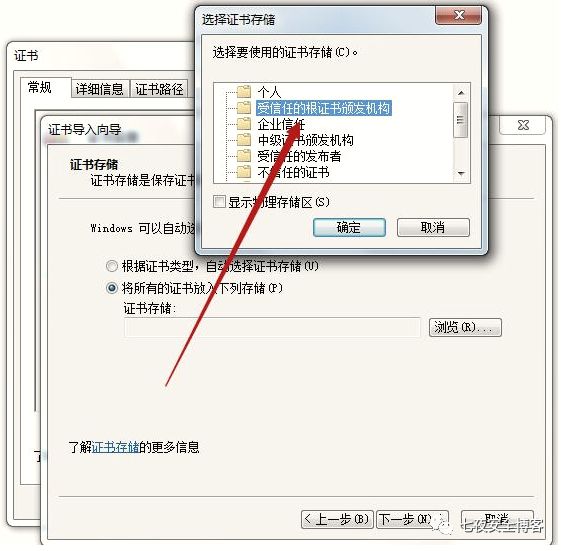 选择证书存储
选择要使用的证书存储(C)。
个人
受信任的根证书颁发机构
企业信任
中级证书颁发机构
受信任的发布者
不信任的证书
显示物理存储区(S)
确定
取消
证书
常规
详细信息
证书路径
证书导入向导
证书存储
证书存储是保存证书
Windows 可以自动选
根据证书类型,自动选择证书存储(U)
将所有的证书放入下列存储(P)
证书存储:
浏览(R)...
了解证书存储的更多信息
< 上一步(B)
下一步(N)
取消
七夜安全博客